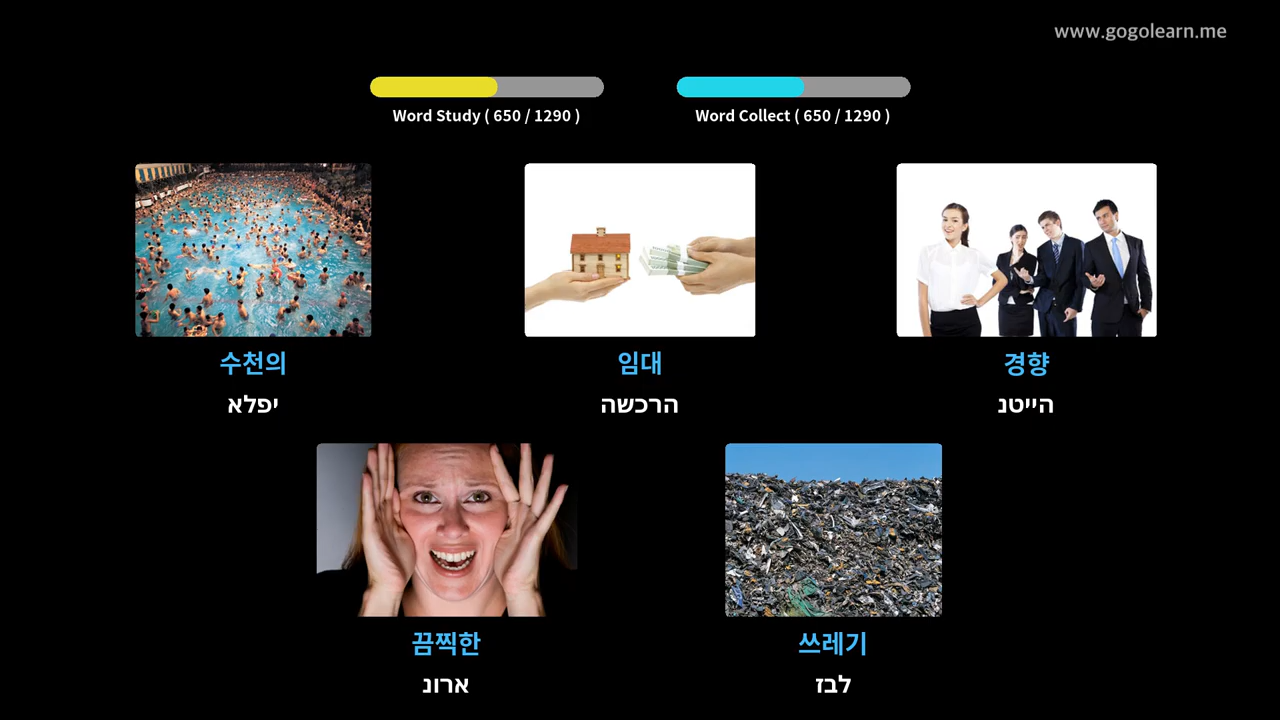 www.gogolearn.me
Word Study ( 650 / 1290 )
Word Collect ( 650 / 1290 )
수천의
יפלא
임대
הרכשה
경향
הייטנ
끔찍한
ארונ
쓰레기
לבז